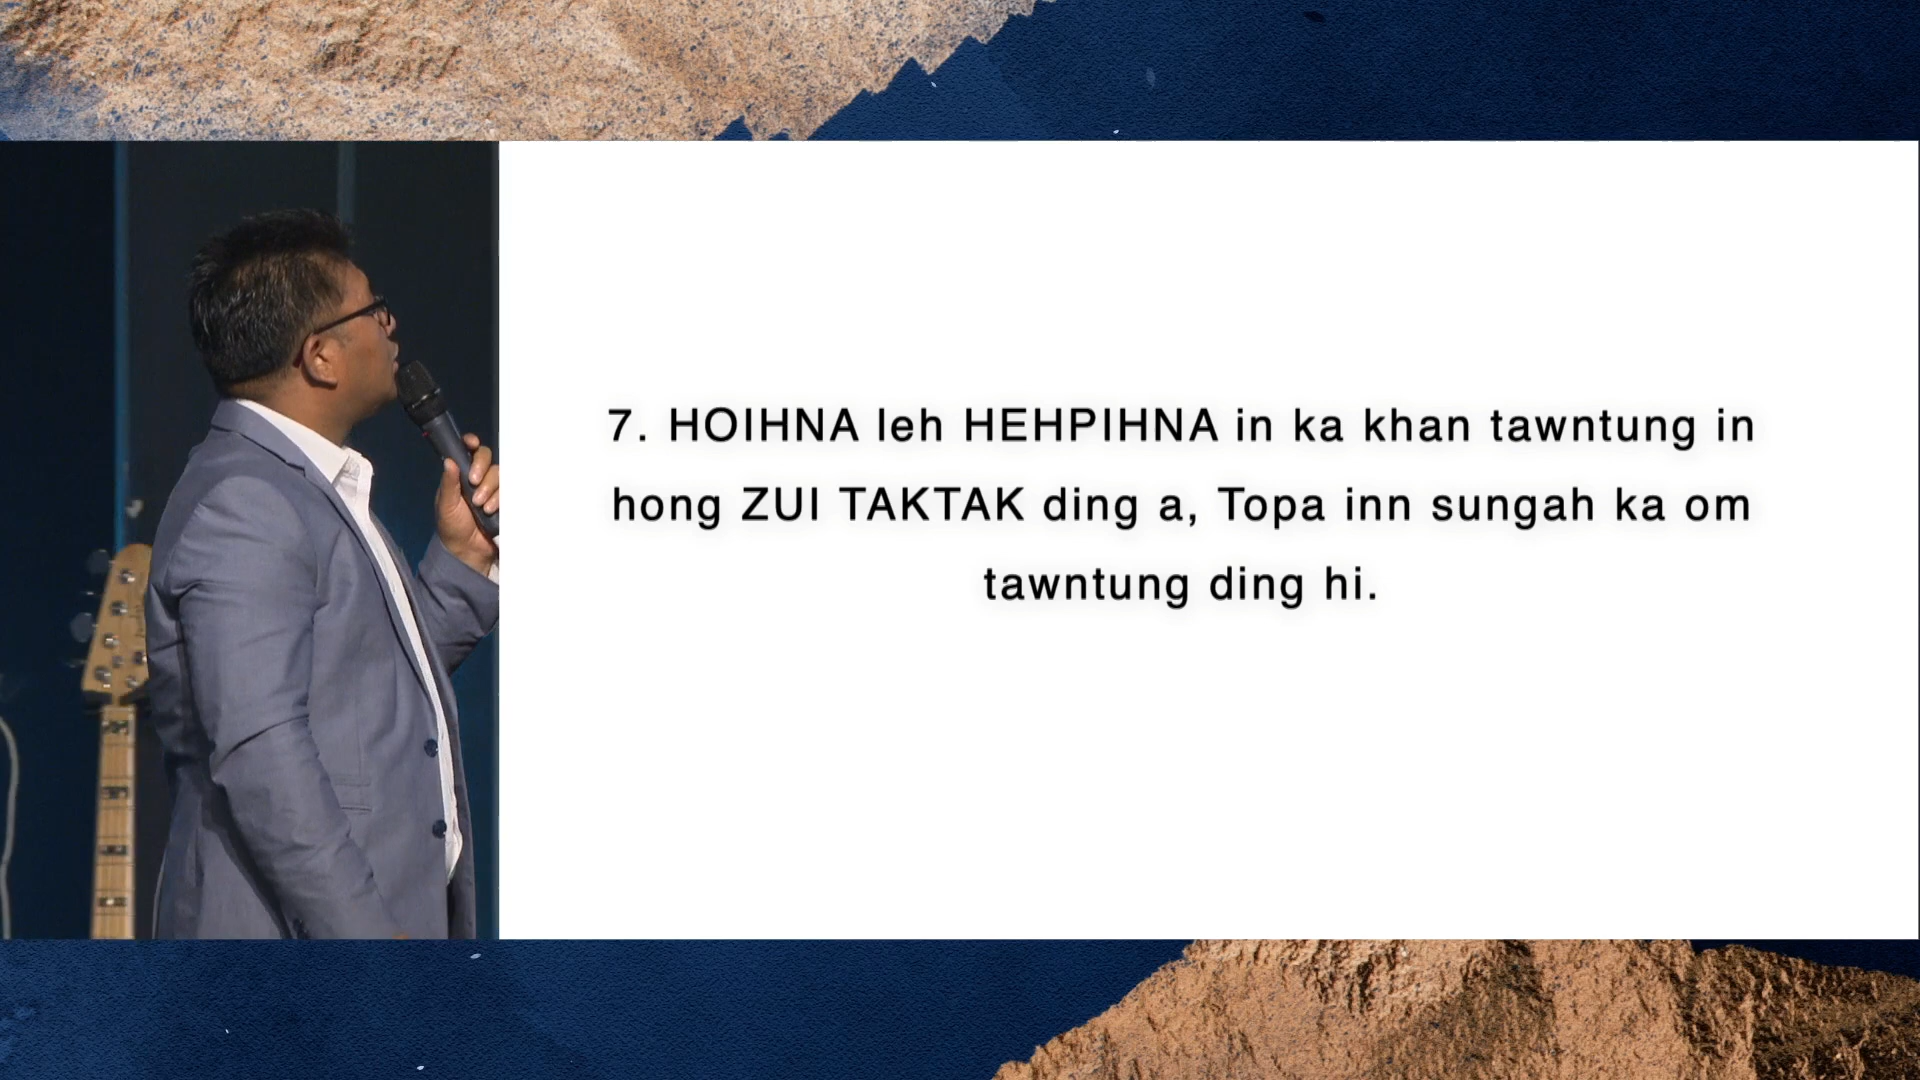 7. HOIHNA leh HEHPIHNA in ka khan tawntung in
hong ZUI TAKTAK ding a, Topa inn sungah ka om
tawntung ding hi.